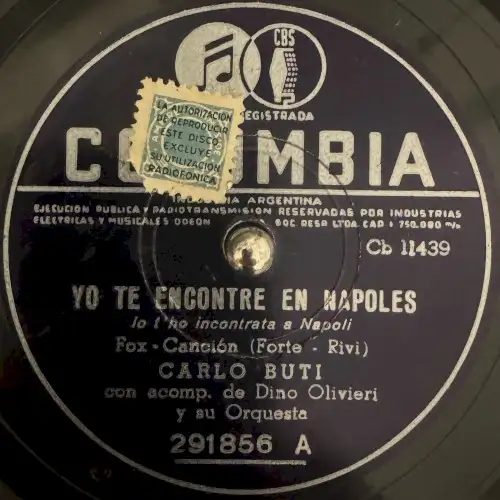 CBS
REGISTRADA
COLUMBIA
LA AUTORIZACION
DE REPRODUCIR
ESTE DISCO
EXCLUYE
SU UTILIZACION
RADIOFONICA
INDUSTRIA ARGENTINA
EJECUCION PUBLICA Y RADIOTRANSMISION RESERVADAS POR INDUSTRIAS
ELECTRICAS Y MUSICALES ODEON SOC RESP LTDA. CAP $ 750.000 m/n
Cb 11439
YO TE ENCONTRE EN NAPOLES
Io t'ho incontrata a Napoli
Fox - Canción (Forte - Rivi)
CARLO BUTI
con acomp. de Dino Olivieri
y su Orquesta
291856 A